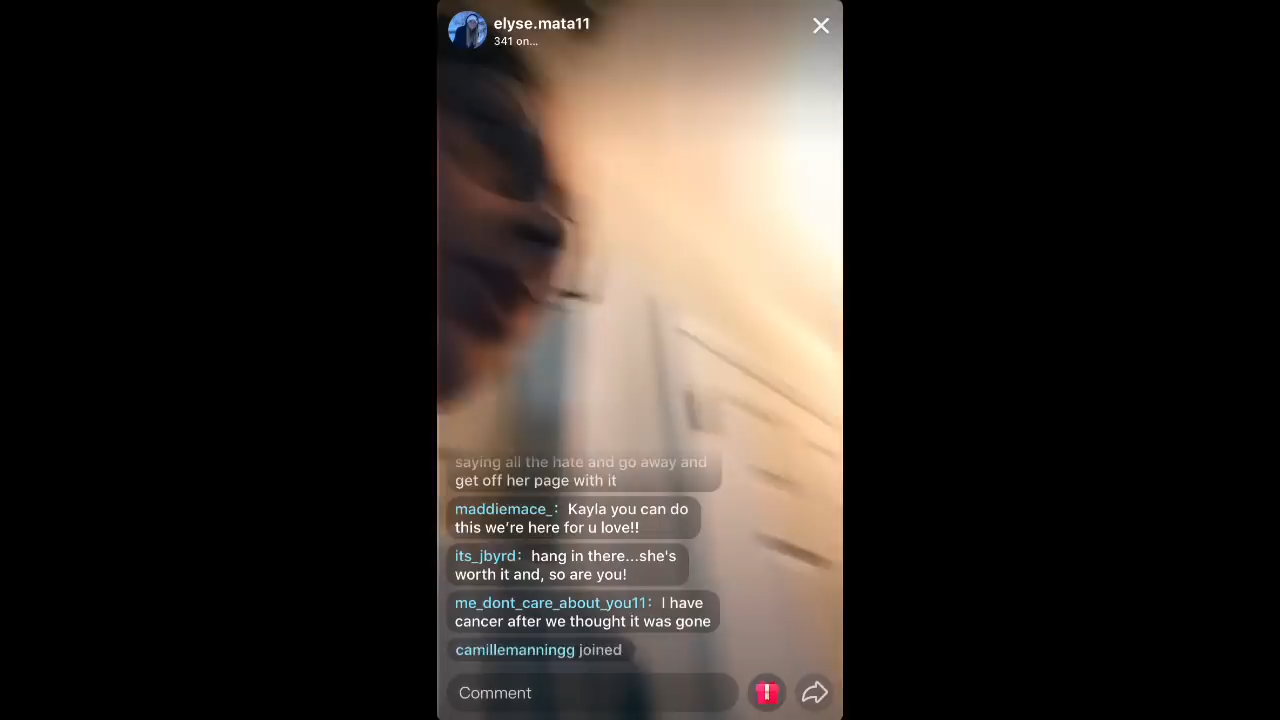 elyse.mata11
341 on...
saying all the hate and go away and
get off her page with it
maddiemace_: Kayla you can do
this we’re here for u love!!
its_jbyrd: hang in there...she's
worth it and, so are you!
me_dont_care_about_you11: I have
cancer after we thought it was gone
camillemanningg joined
Comment